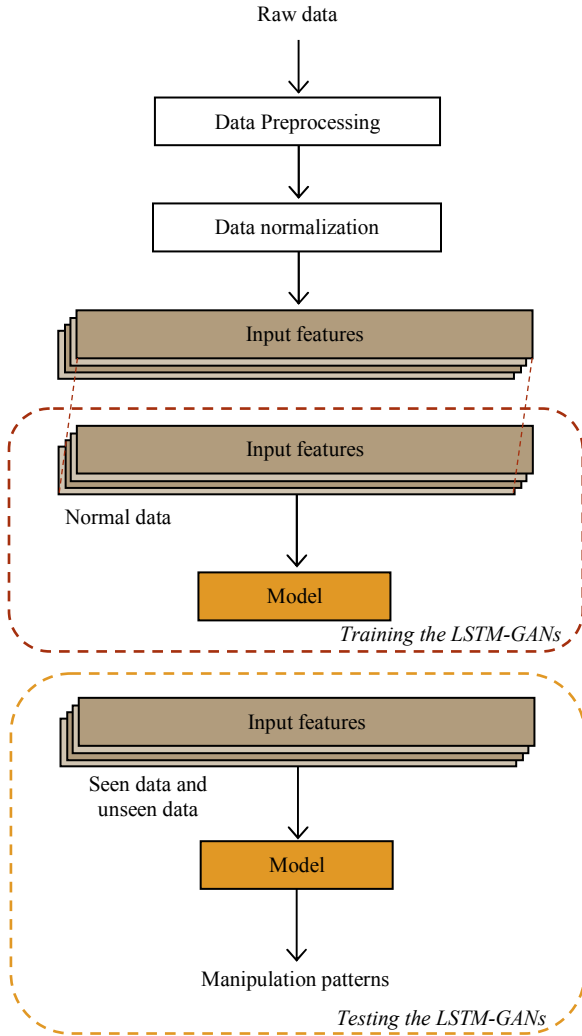 Raw data
Data Preprocessing
Data normalization
Input features
Input features
Normal data
Model
Training the LSTM-GANs
Input features
Seen data and
unseen data
Model
Manipulation patterns
Testing the LSTM-GANs